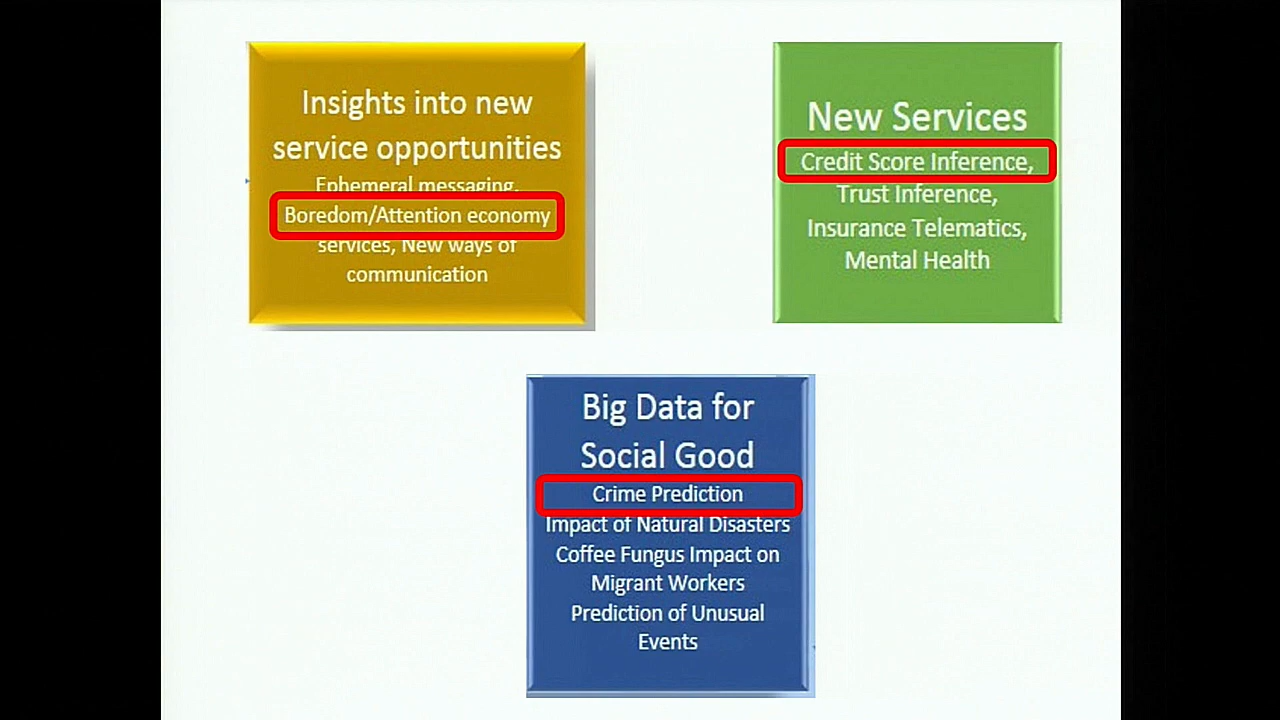 Insights into new
service opportunities
Ephemeral messaging,
Boredom/Attention economy
services, New ways of
communication
New Services
Credit Score Inference,
Trust Inference,
Insurance Telematics,
Mental Health
Big Data for
Social Good
Crime Prediction
Impact of Natural Disasters
Coffee Fungus Impact on
Migrant Workers
Prediction of Unusual
Events